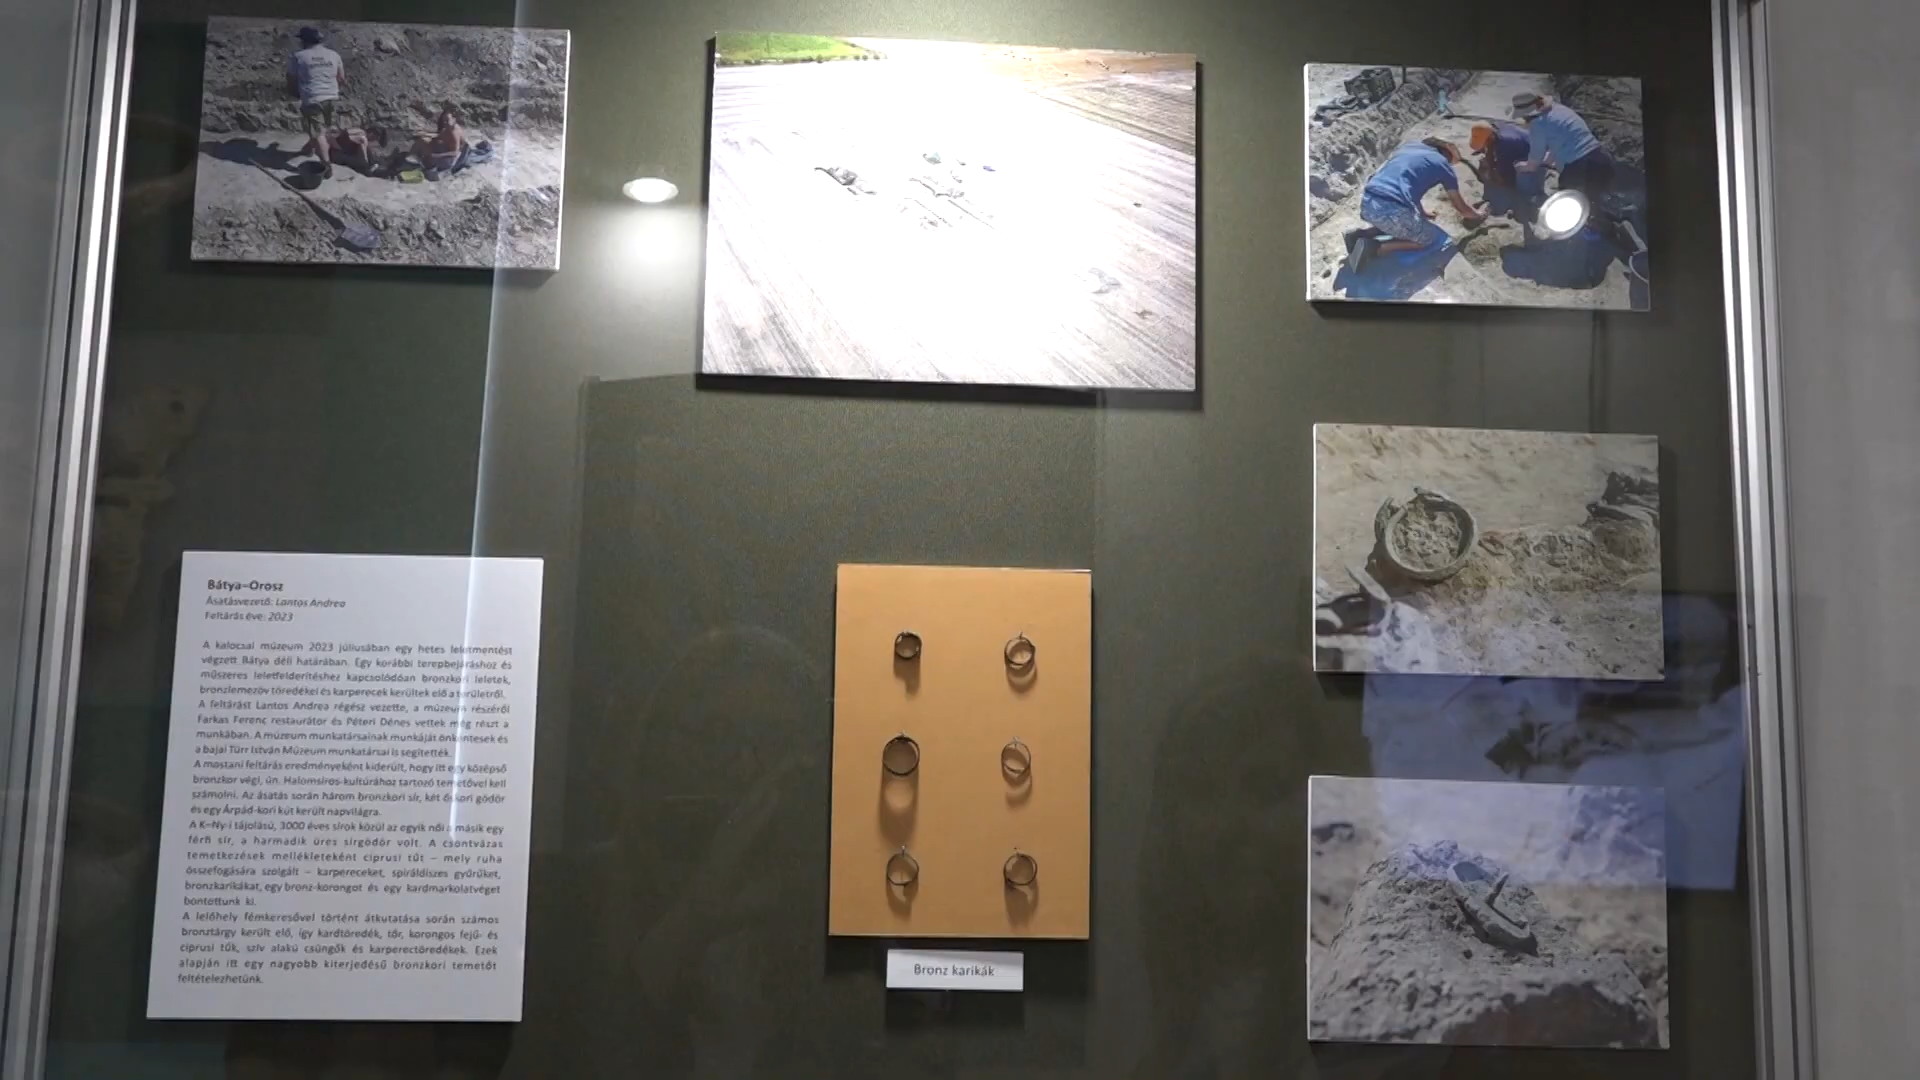 Bátya–Orosz
Ásatásvezető: Lantos Andrea
Feltárás éve: 2023
A kalocsai múzeum 2023 júliusában egy hetes leletmentést
végzett Bátya déli határában. Egy korábbi terepbejáráshoz és
műszeres leletfelderítéshez kapcsolódóan bronzkori leletek,
bronzlemezöv töredékei és karperecek kerültek elő a területről.
A feltárást Lantos Andrea régész vezette, a múzeum részéről
Farkas Ferenc restaurátor és Péteri Dénes vettek még részt a
munkában. A múzeum munkatársainak munkáját önkéntesek és
a bajai Türr István Múzeum munkatársai is segítették.
A mostani feltárás eredményeként kiderült, hogy itt egy középső
bronzkor végi, ún. Halomsíros-kultúrához tartozó temetővel kell
számolni. Az ásatás során három bronzkori sír, két őskori gödör
és egy Árpád-kori kút került napvilágra.
A K–Ny-i tájolású, 3000 éves sírok közül az egyik női a másik egy
férfi sír, a harmadik üres sírgödör volt. A csontvázas
temetkezések mellékleteként ciprusi tűt – mely ruha
összefogására szolgált – karpereceket, spiráldíszes gyűrűket,
bronzkarikákat, egy bronz-korongot és egy kardmarkolatvéget
bontottunk ki.
A lelőhely fémkeresővel történt átkutatása során számos
bronztárgy került elő, így kardtöredék, tőr, korongos fejű- és
ciprusi tűk, szív alakú csüngők és karperectöredékek. Ezek
alapján itt egy nagyobb kiterjedésű bronzkori temetőt
feltételezhetünk.
Bronz karikák